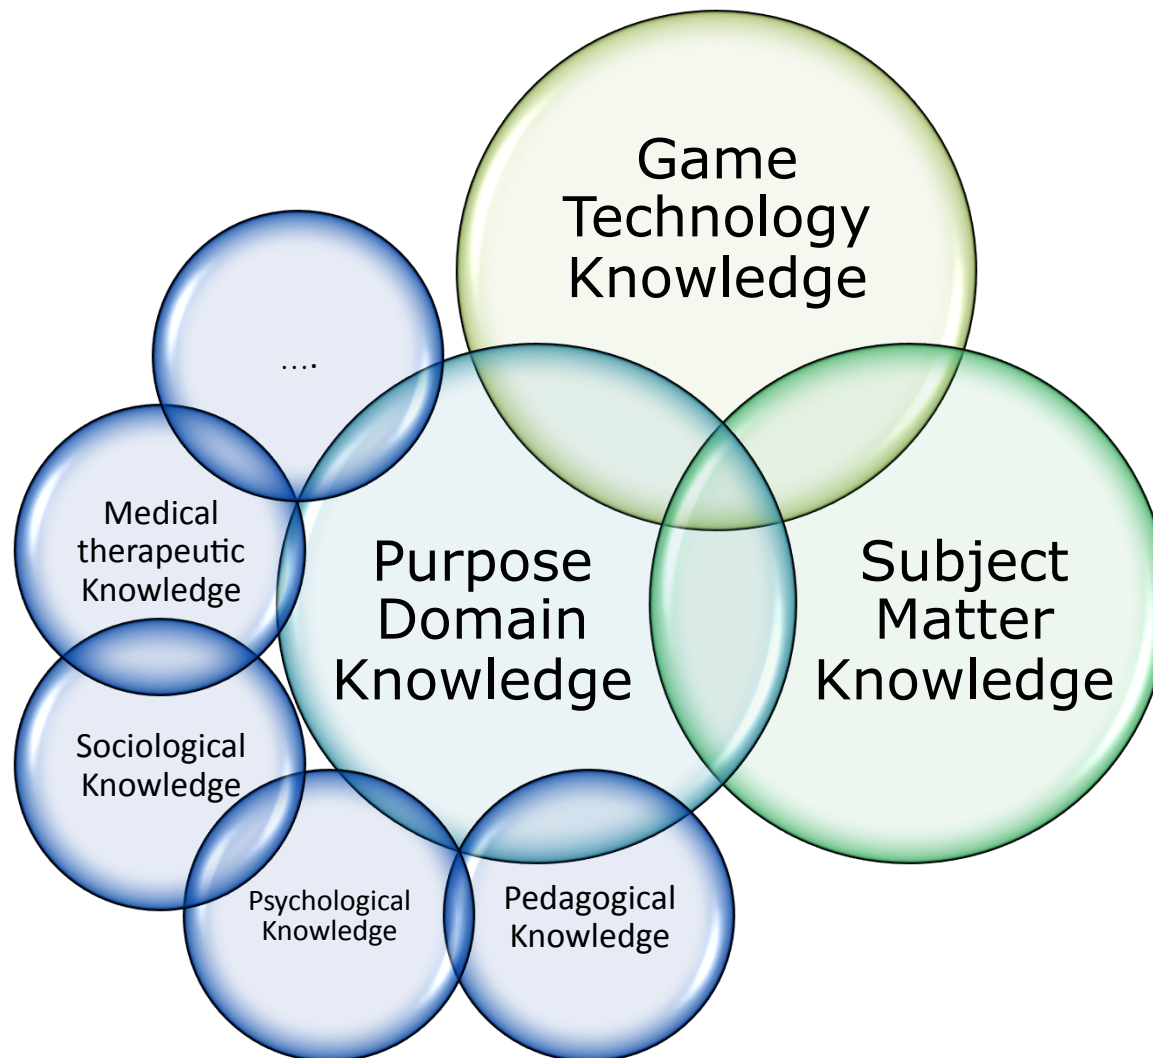 Game
Technology
Knowledge
....
Medical
therapeutic
Knowledge
Purpose
Domain
Knowledge
Subject
Matter
Knowledge
Sociological
Knowledge
Psychological
Knowledge
Pedagogical
Knowledge